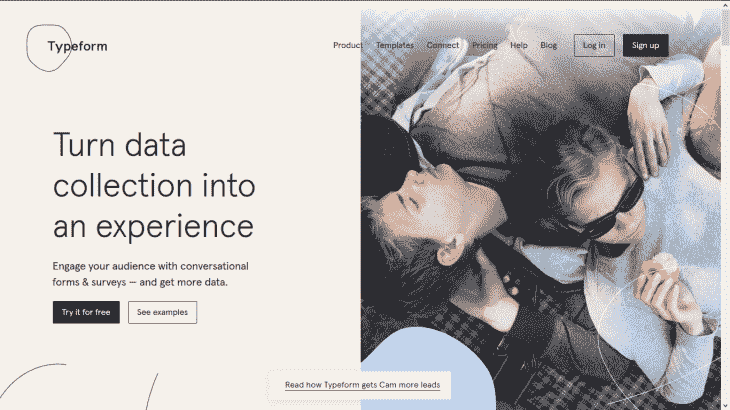 Typeform
Product Templates Connect Pricing Help Blog Log in Sign up
Turn data
collection into
an experience
Engage your audience with conversational
forms & surveys — and get more data.
Try it for free See examples
Read how Typeform gets Cam more leads